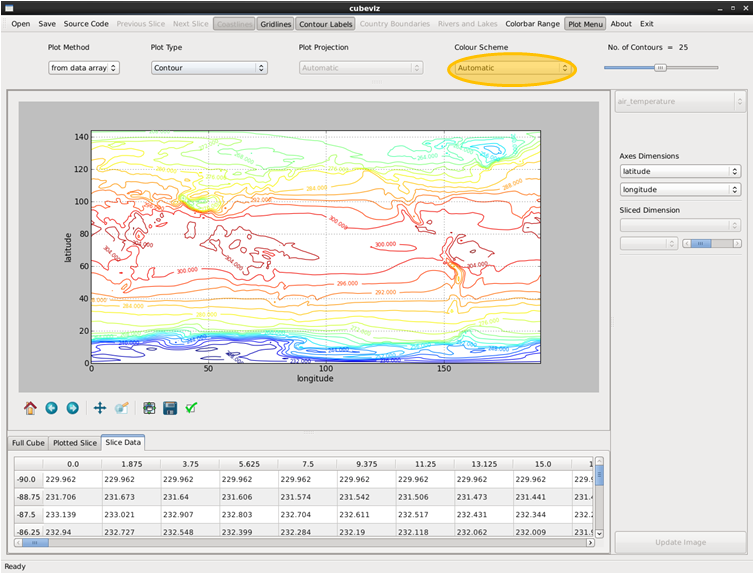 cubeviz
Open Save Source Code Previous Slice Next Slice Coastlines Gridlines Contour Labels Country Boundaries Rivers and Lakes Colorbar Range Plot Menu About Exit
Plot Method Plot Type Plot Projection Colour Scheme No. of Contours = 25
from data array Contour Automatic Automatic
air_temperature
Axes Dimensions
latitude
longitude
Sliced Dimension
140
120
100
80
60
40
20
0
latitude
0 50 100 150
longitude
284.000
292.000
300.000
304.000
304.000
300.000
296.000
292.000
Full Cube Plotted Slice Slice Data
0.0 1.875 3.75 5.625 7.5 9.375 11.25 13.125 15.0 1
-90.0 229.962 229.962 229.962 229.962 229.962 229.962 229.962 229.962 229.962 229.9
-88.75 231.706 231.673 231.64 231.606 231.574 231.542 231.506 231.473 231.441 231.4
-87.5 233.139 233.021 232.907 232.803 232.704 232.611 232.517 232.431 232.344 232.2
-86.25 232.94 232.727 232.548 232.399 232.284 232.19 232.118 232.062 232.009 231.9
Update Image
Ready